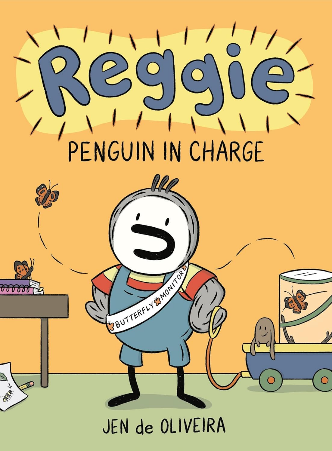 Reggie
PENGUIN IN CHARGE
BUTTERFLY MONITOR
JEN de OLIVEIRA